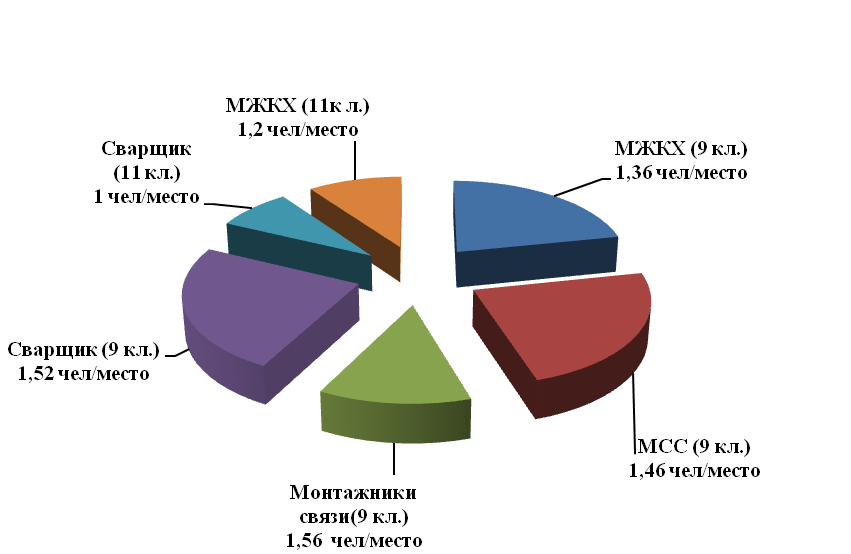 МЖКХ (11к л.)
1,2 чел/место
Сварщик
(11 кл.)
1 чел/место
МЖКХ (9 кл.)
1,36 чел/место
Сварщик (9 кл.)
1,52 чел/место
МСС (9 кл.)
1,46 чел/место
Монтажники
связи(9 кл.)
1,56 чел/место